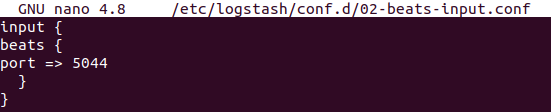 GNU nano 4.8 /etc/logstash/conf.d/02-beats-input.conf
input {
beats {
port => 5044
  }
}